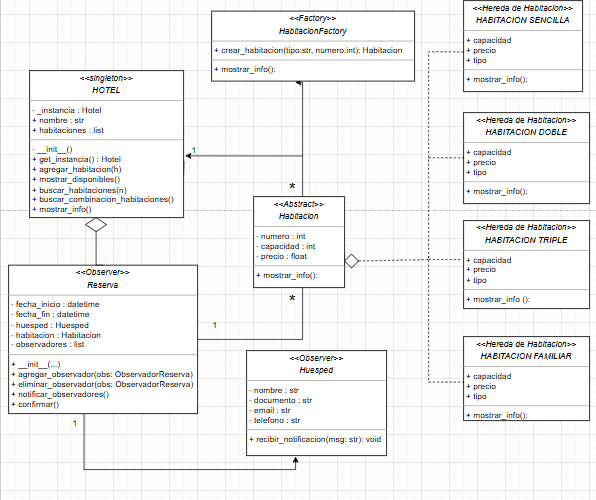 <<Factory>>
HabitacionFactory
+ crear_habitacion(tipo:str, numero:int): Habitacion
+ mostrar_info():
<<singleton>>
HOTEL
- _instancia : Hotel
+ nombre : str
+ habitaciones : list
- __init__()
+ get_instancia() : Hotel
+ agregar_habitacion(h)
+ mostrar_disponibles()
+ buscar_habitaciones(n)
+ buscar_combinacion_habitaciones()
+ mostrar_info()
1
*
<<Abstract>>
Habitacion
- numero : int
- capacidad : int
- precio : float
+ mostrar_info():
*
1
<<Observer>>
Reserva
- fecha_inicio : datetime
- fecha_fin : datetime
- huesped : Huesped
- habitacion : Habitacion
- observadores : list
+ __init__(...)
+ agregar_observador(obs: ObservadorReserva)
+ eliminar_observador(obs: ObservadorReserva)
+ notificar_observadores()
+ confirmar()
1
<<Observer>>
Huesped
- nombre : str
- documento : str
- email : str
- telefono : str
+ recibir_notificacion(msg: str): void
<<Hereda de Habitacion>
HABITACION SENCILLA
+ capacidad
+ precio
+ tipo
+ mostrar_info():
<<Hereda de Habitacion>
HABITACION DOBLE
+ capacidad
+ precio
+ tipo
+ mostrar_info():
<<Hereda de Habitacion>
HABITACION TRIPLE
+ capacidad
+ precio
+ tipo
+ mostrar_info ():
<<Hereda de Habitacion>
HABITACION FAMILIAR
+ capacidad
+ precio
+ tipo
+ mostrar_info():